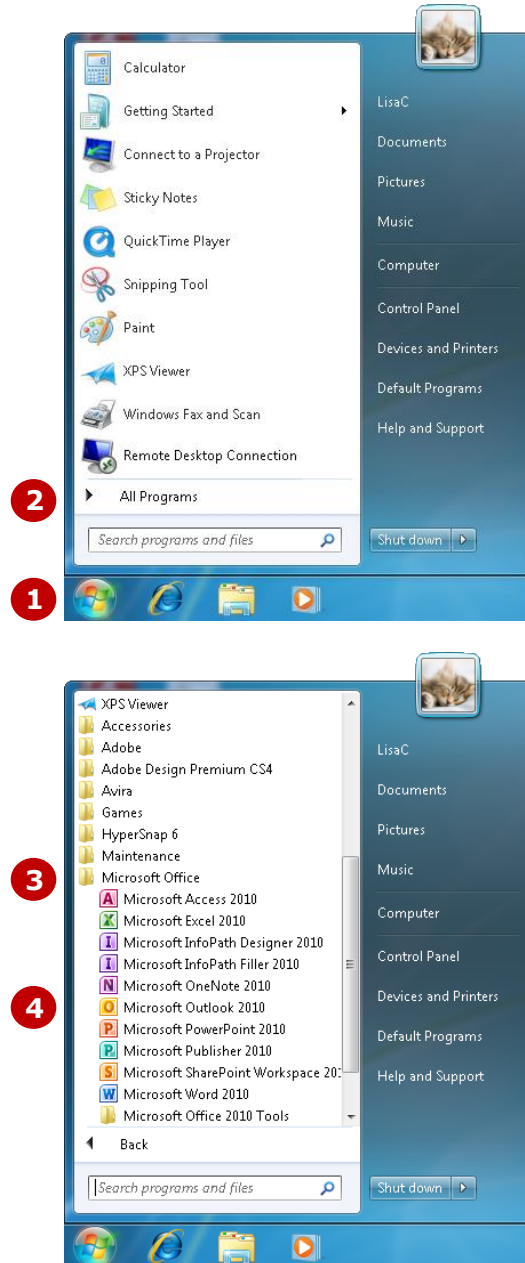 Calculator
Getting Started
LisaC
Connect to a Projector
Documents
Sticky Notes
Pictures
QuickTime Player
Music
Snipping Tool
Computer
Paint
Control Panel
XPS Viewer
Devices and Printers
Windows Fax and Scan
Default Programs
Remote Desktop Connection
Help and Support
2
All Programs
Search programs and files
Shut down
1
XPS Viewer
Accessories
Adobe
LisaC
Adobe Design Premium CS4
Avira
Documents
Games
HyperSnap 6
Pictures
Maintenance
3
Microsoft Office
Music
A Microsoft Access 2010
X Microsoft Excel 2010
Computer
I Microsoft InfoPath Designer 2010
I Microsoft InfoPath Filler 2010
Control Panel
N Microsoft OneNote 2010
4
O Microsoft Outlook 2010
Devices and Printers
P Microsoft PowerPoint 2010
P Microsoft Publisher 2010
Default Programs
S Microsoft SharePoint Workspace 201
Help and Support
W Microsoft Word 2010
Microsoft Office 2010 Tools
Back
Search programs and files
Shut down